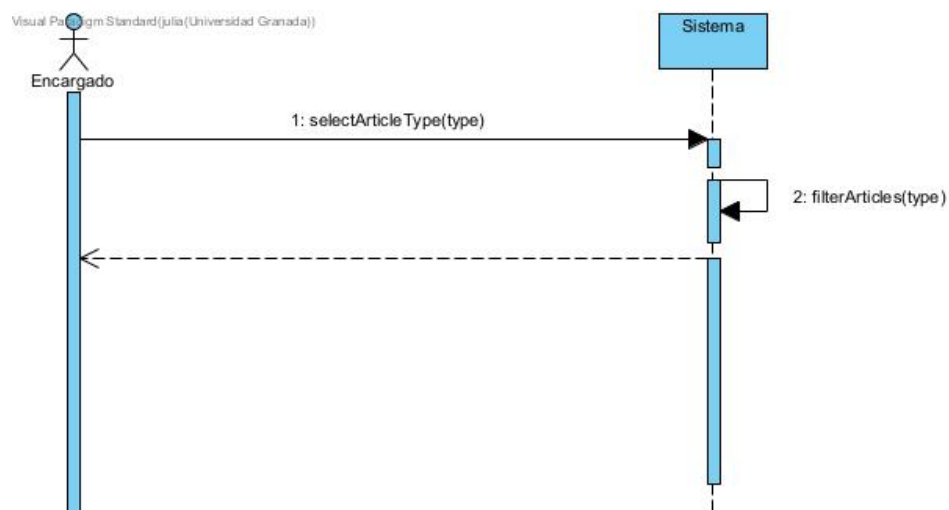 Visual Paradigm Standard(julia(Universidad Granada))
Sistema
Encargado
1: selectArticleType(type)
2: filterArticles(type)